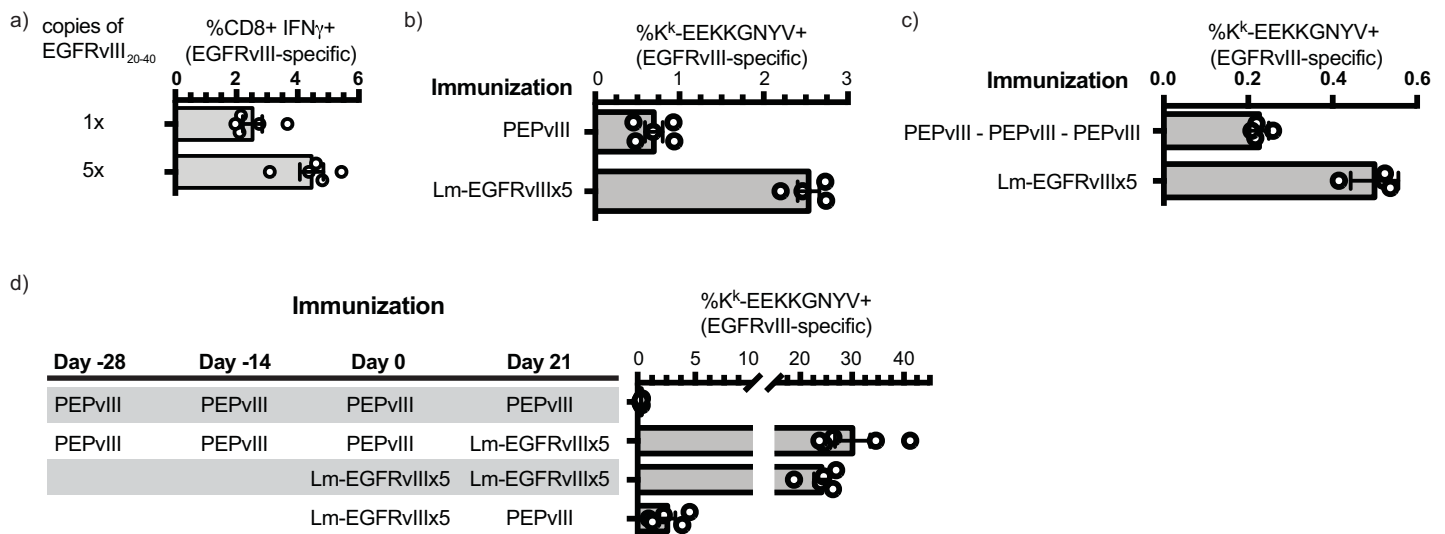 a)
copies of
EGFRvIII20-40
%CD8+ IFNγ+
(EGFRvIII-specific)
0 2 4 6
1x
5x
b)
%Kk-EEKKGNYV+
(EGFRvIII-specific)
Immunization
0 1 2 3
PEPvIII
Lm-EGFRvIIIx5
c)
%Kk-EEKKGNYV+
(EGFRvIII-specific)
Immunization
0.0 0.2 0.4 0.6
PEPvIII - PEPvIII - PEPvIII
Lm-EGFRvIIIx5
d)
Immunization
%Kk-EEKKGNYV+
(EGFRvIII-specific)
Day -28 Day -14 Day 0 Day 21
0 5 10 20 30 40
PEPvIII PEPvIII PEPvIII PEPvIII
PEPvIII PEPvIII PEPvIII Lm-EGFRvIIIx5
Lm-EGFRvIIIx5 Lm-EGFRvIIIx5
Lm-EGFRvIIIx5 PEPvIII